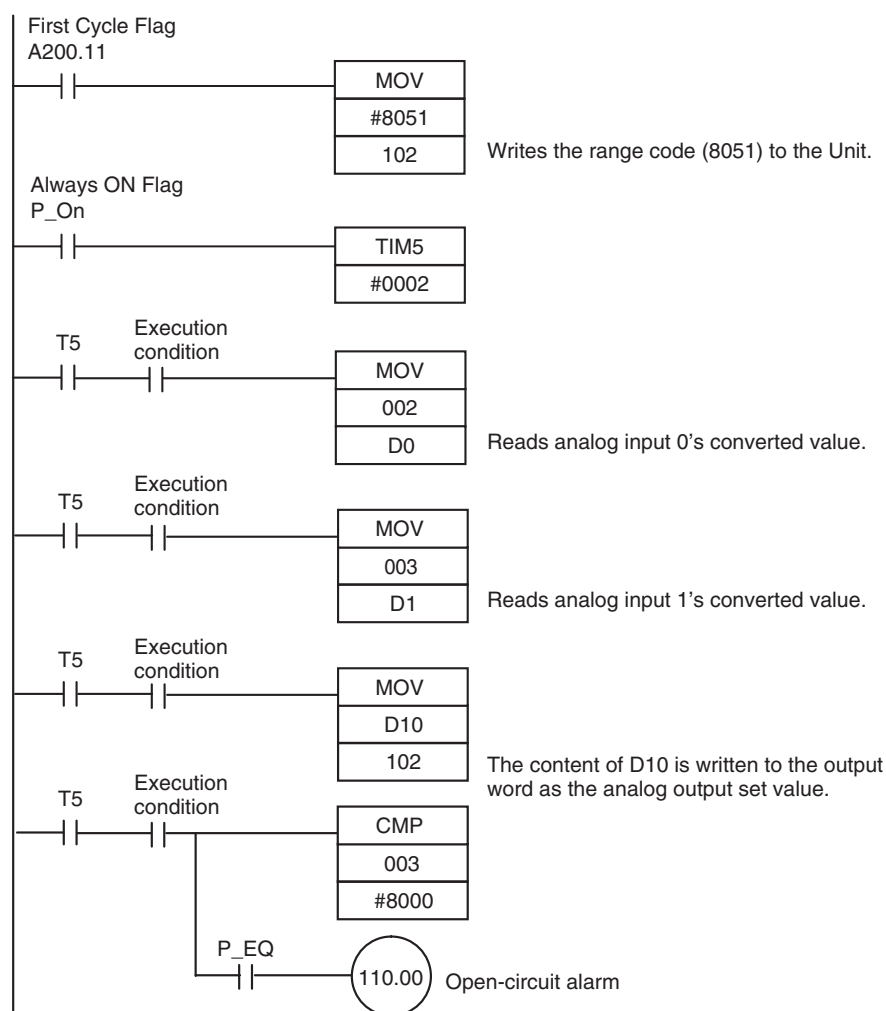 First Cycle Flag
A200.11
MOV
#8051
102
Writes the range code (8051) to the Unit.
Always ON Flag
P_On
TIM5
#0002
T5
Execution
condition
MOV
002
D0
Reads analog input 0's converted value.
T5
Execution
condition
MOV
003
D1
Reads analog input 1's converted value.
T5
Execution
condition
MOV
D10
102
The content of D10 is written to the output
word as the analog output set value.
T5
Execution
condition
CMP
003
#8000
P_EQ
110.00
Open-circuit alarm